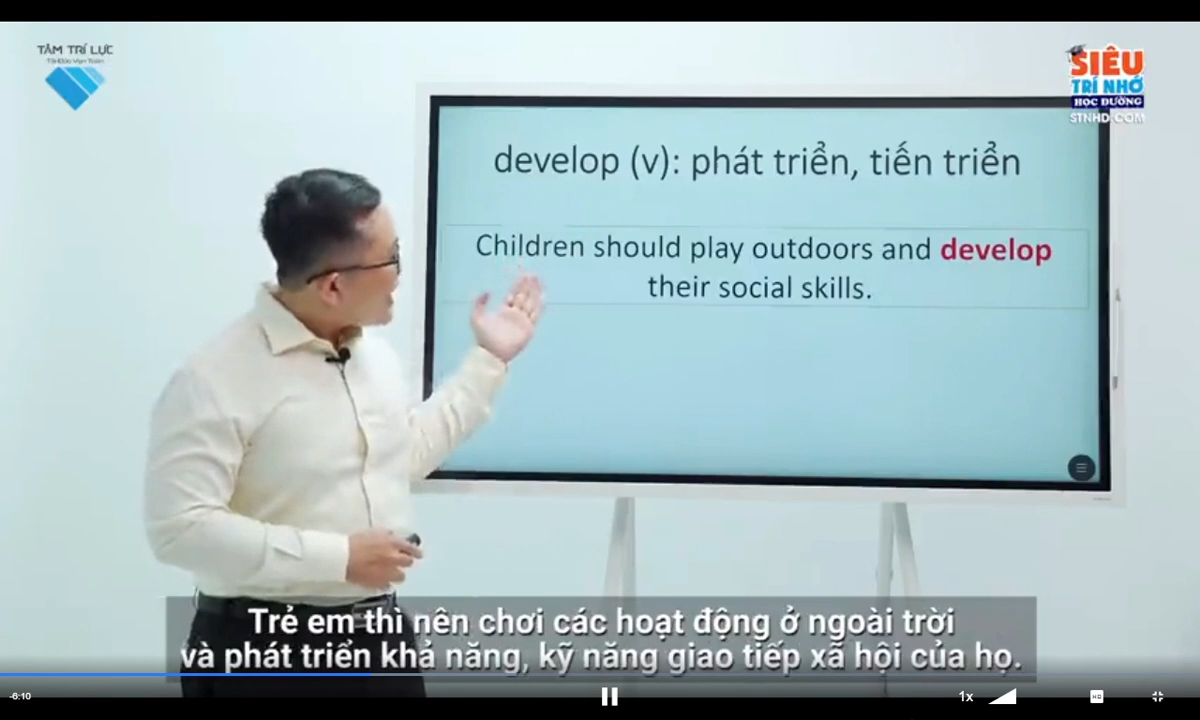 TÂM TRÍ LỰC
SIÊU
TRÍ NHỚ
HỌC ĐƯỜNG
STNHD.COM
develop (v): phát triển, tiến triển
Children should play outdoors and develop
their social skills.
Trẻ em thì nên chơi các hoạt động ở ngoài trời
và phát triển khả năng, kỹ năng giao tiếp xã hội của họ.
-6:10
1x
HD